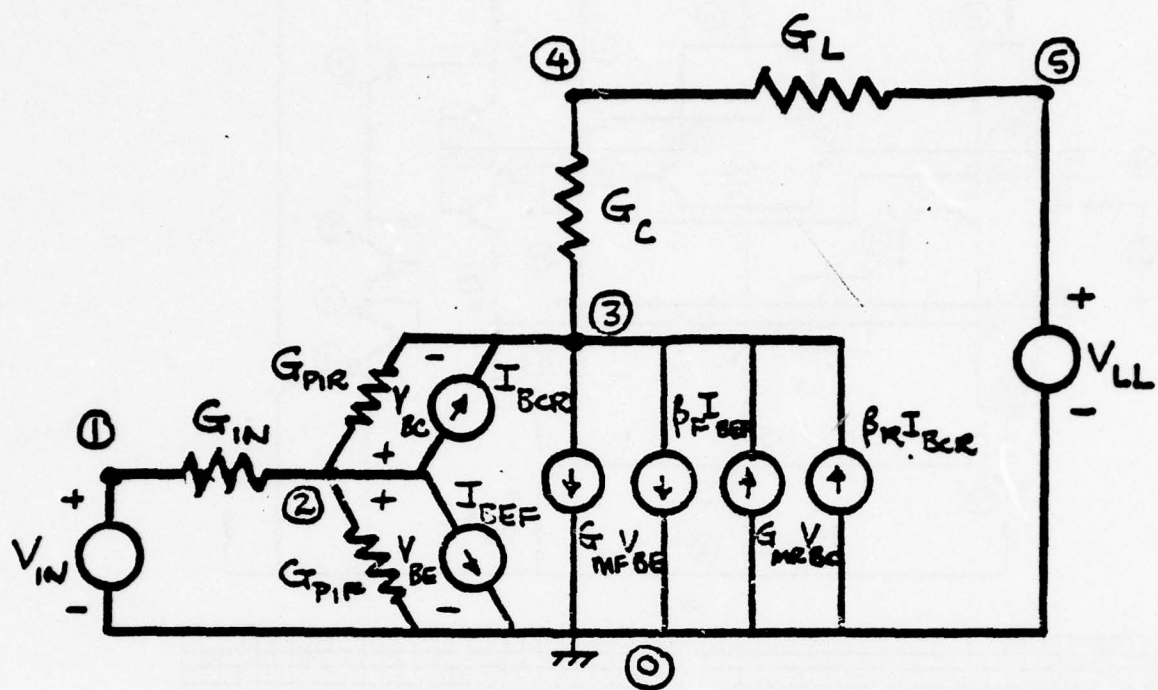 ④ G_L ⑤
G_C
③
+
V_LL
-
G_PIR - V_BC + I_BCR
β_F I_BEF
β_R I_BCR
①
G_IN
②
+
V_IN
-
G_PIF + V_BE - I_BEF
G_MF V_BE
G_MR V_BC
⓪